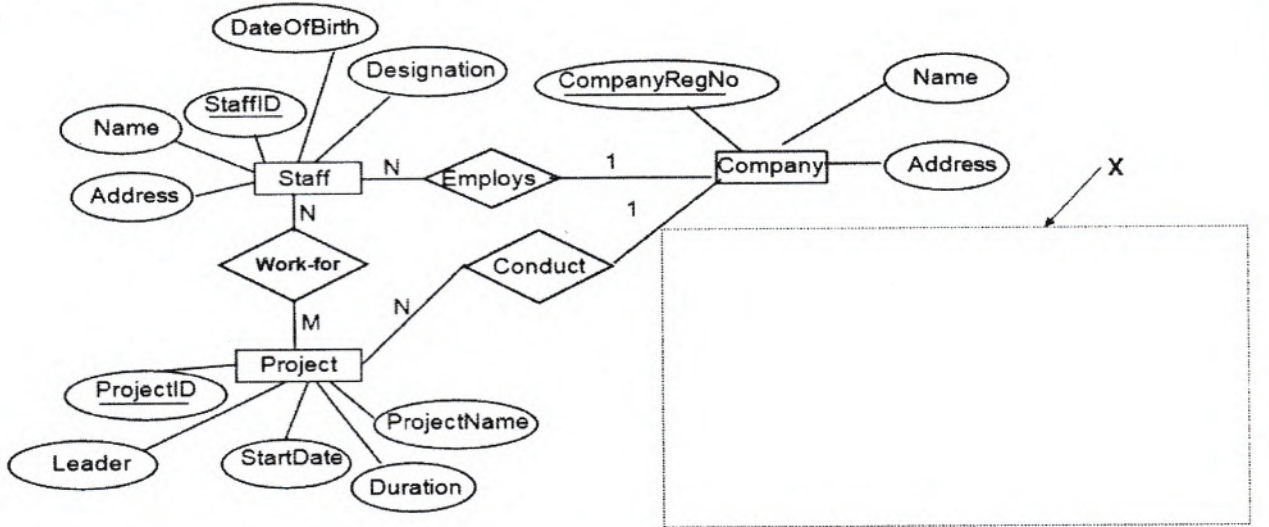 DateOfBirth
Designation
StaffID
Name
Address
Staff
N
Employs
1
CompanyRegNo
Name
Company
Address
X
N
Work-for
M
Conduct
1
N
Project
ProjectID
Leader
StartDate
Duration
ProjectName